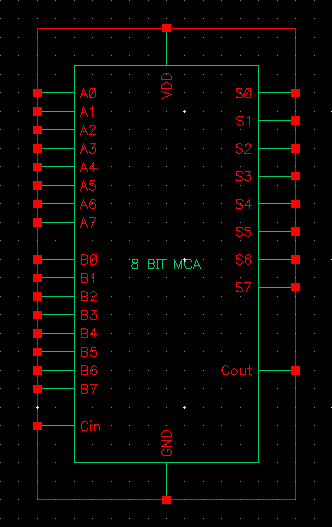 VDD
A0
A1
A2
A3
A4
A5
A6
A7
B0
B1
B2
B3
B4
B5
B6
B7
Cin
8 BIT MCA
S0
S1
S2
S3
S4
S5
S6
S7
Cout
GND